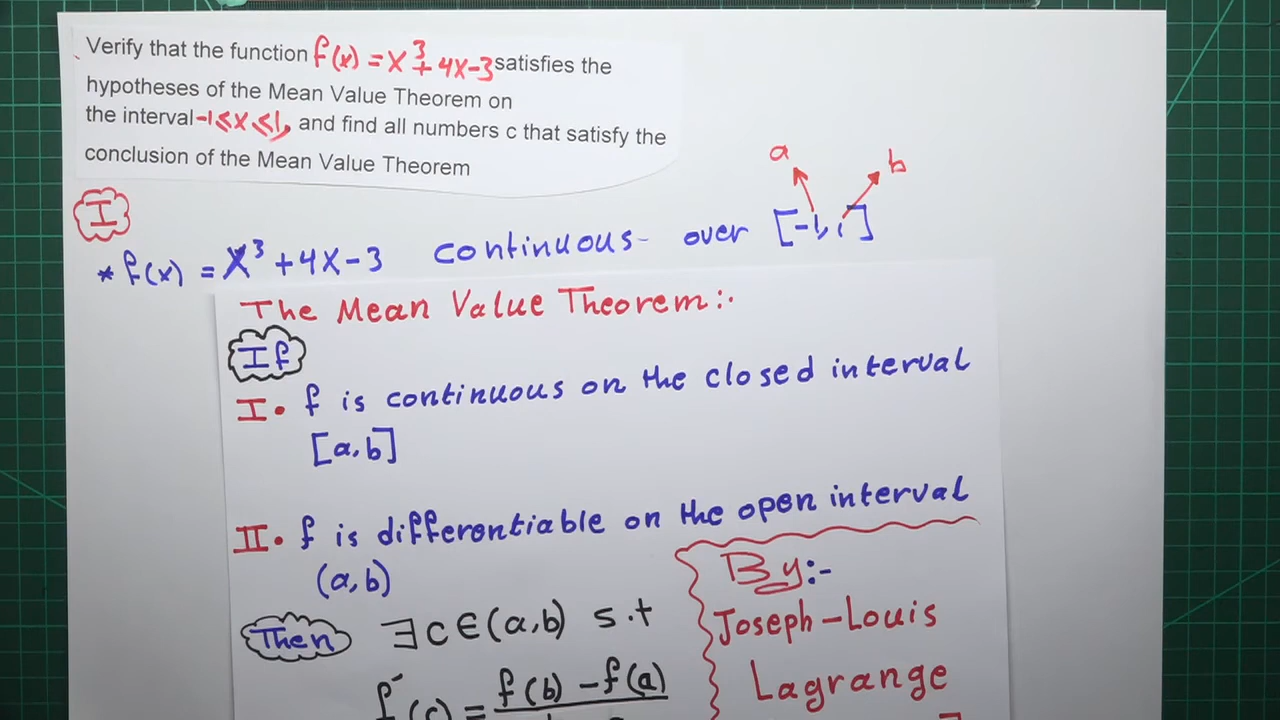 Verify that the function f(x) = x³ + 4x - 3 satisfies the
hypotheses of the Mean Value Theorem on
the interval -1 ≤ x ≤ 1, and find all numbers c that satisfy the
conclusion of the Mean Value Theorem
a b
I
* f(x) = x³ + 4x - 3 continuous over [-1, 1]
The Mean Value Theorem:.
If
I. f is continuous on the closed interval
[a,b]
II. f is differentiable on the open interval
(a,b)
By:-
Then ∃ c ∈ (a,b) s.t
Joseph-Louis
Lagrange
f′(c) = f(b) - f(a)